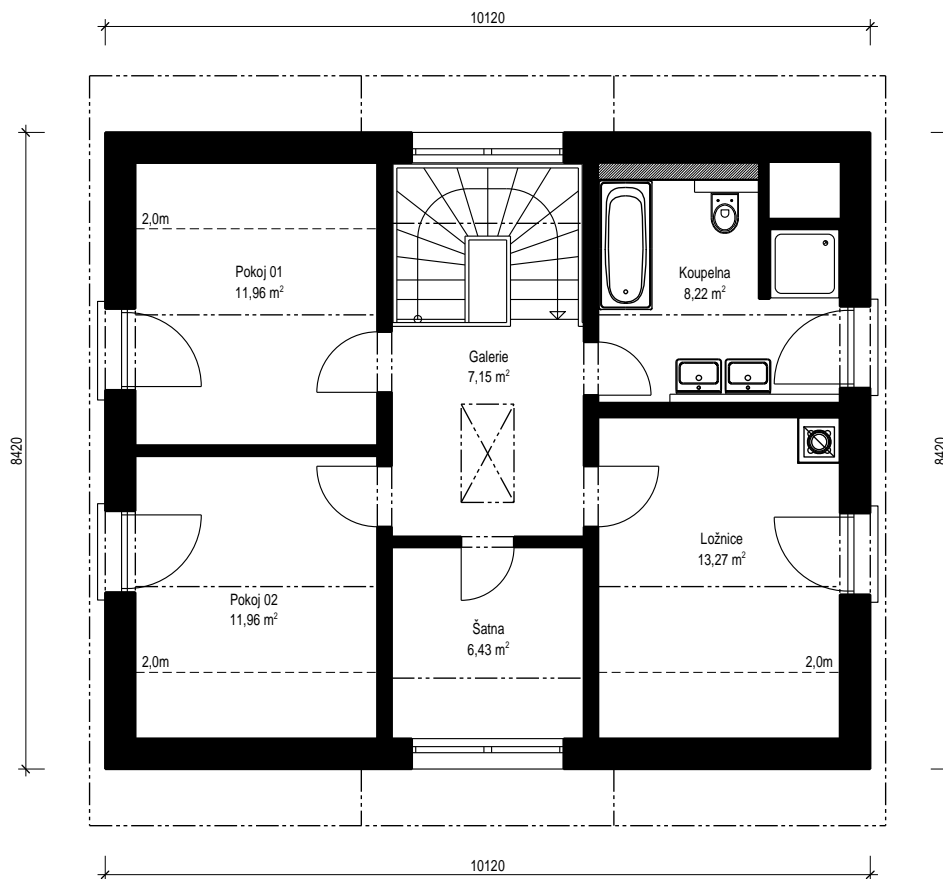 10120
2,0m
Pokoj 01
11,96 m²
Koupelna
8,22 m²
Galerie
7,15 m²
8420
8420
Ložnice
13,27 m²
Pokoj 02
11,96 m²
Šatna
6,43 m²
2,0m
2,0m
10120